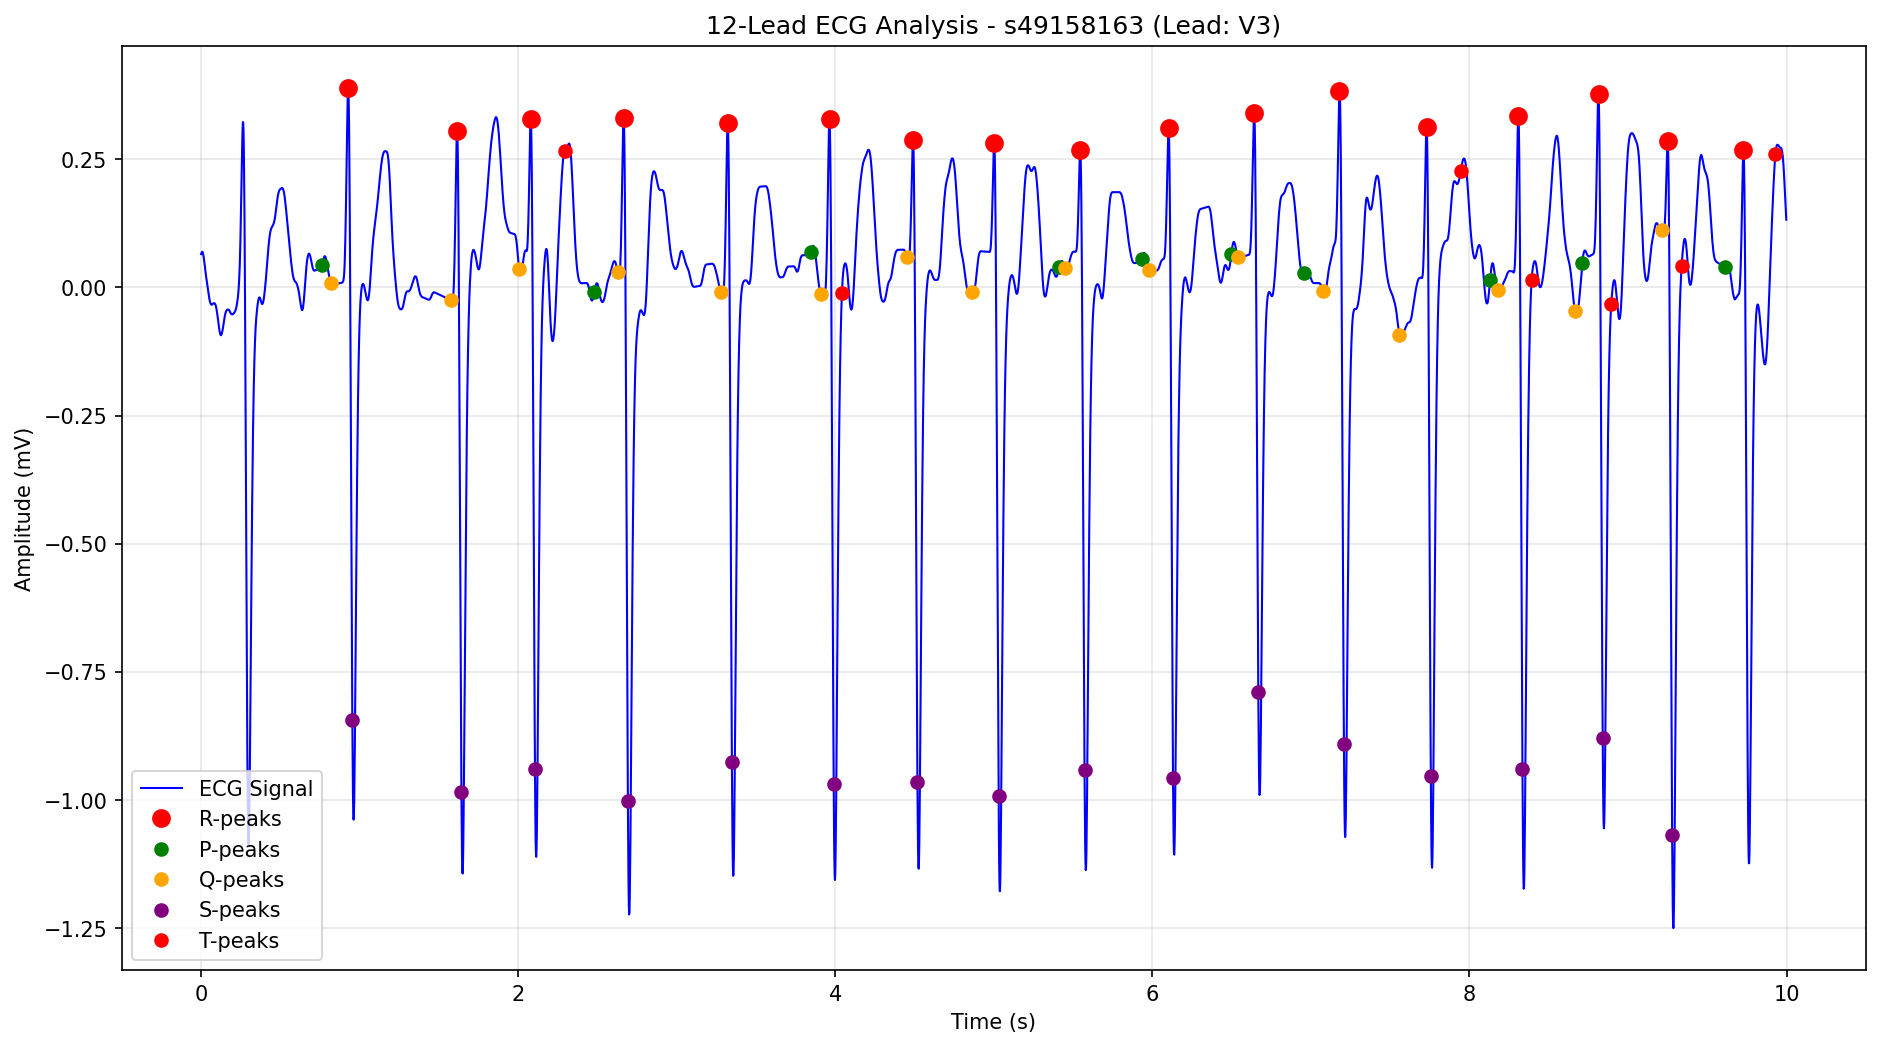 12-Lead ECG Analysis - s49158163 (Lead: V3)
Amplitude (mV)
0.25
0.00
−0.25
−0.50
−0.75
−1.00
−1.25
ECG Signal
R-peaks
P-peaks
Q-peaks
S-peaks
T-peaks
0 2 4 6 8 10
Time (s)